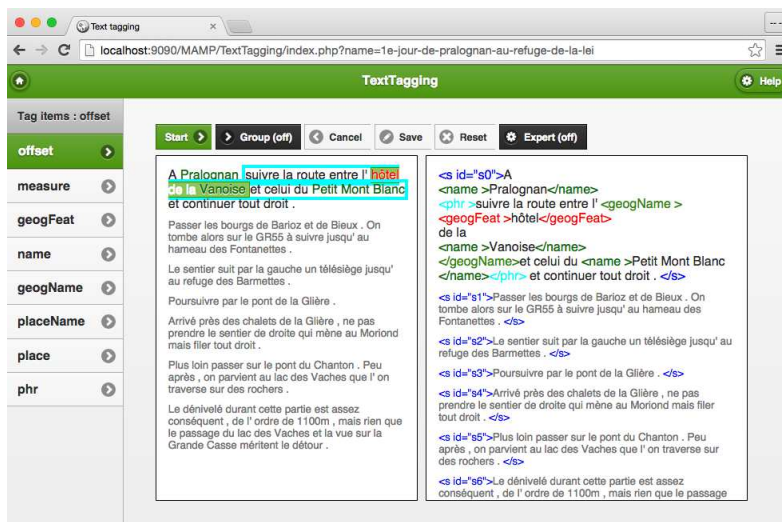 Text tagging
localhost:9090/MAMP/TextTagging/index.php?name=1e-jour-de-pralognan-au-refuge-de-la-lei
TextTagging
Help
Tag items : offset
offset
measure
geogFeat
name
geogName
placeName
place
phr
Start
Group (off)
Cancel
Save
Reset
Expert (off)
A Pralognan suivre la route entre l' hôtel
de la Vanoise et celui du Petit Mont Blanc
et continuer tout droit .
Passer les bourgs de Barioz et de Bieux . On
tombe alors sur le GR55 à suivre jusqu' au
hameau des Fontanettes .
Le sentier suit par la gauche un télésiège jusqu'
au refuge des Barmettes .
Poursuivre par le pont de la Glière .
Arrivé près des chalets de la Glière , ne pas
prendre le sentier de droite qui mène au Moriond
mais filer tout droit .
Plus loin passer sur le pont du Chanton . Peu
après , on parvient au lac des Vaches que l' on
traverse sur des rochers .
Le dénivelé durant cette partie est assez
conséquent , de l' ordre de 1100m , mais rien que
le passage du lac des Vaches et la vue sur la
Grande Casse méritent le détour .
<s id="s0">A
<name >Pralognan</name>
<phr >suivre la route entre l' <geogName >
<geogFeat >hôtel</geogFeat>
de la
<name >Vanoise</name>
</geogName>et celui du <name >Petit Mont Blanc
</name></phr> et continuer tout droit . </s>
<s id="s1">Passer les bourgs de Barioz et de Bieux . On
tombe alors sur le GR55 à suivre jusqu' au hameau des
Fontanettes . </s>
<s id="s2">Le sentier suit par la gauche un télésiège jusqu' au
refuge des Barmettes . </s>
<s id="s3">Poursuivre par le pont de la Glière . </s>
<s id="s4">Arrivé près des chalets de la Glière , ne pas
prendre le sentier de droite qui mène au Moriond mais filer
tout droit . </s>
<s id="s5">Plus loin passer sur le pont du Chanton . Peu
après , on parvient au lac des Vaches que l' on traverse sur
des rochers . </s>
<s id="s6">Le dénivelé durant cette partie est assez
conséquent , de l' ordre de 1100m , mais rien que le passage